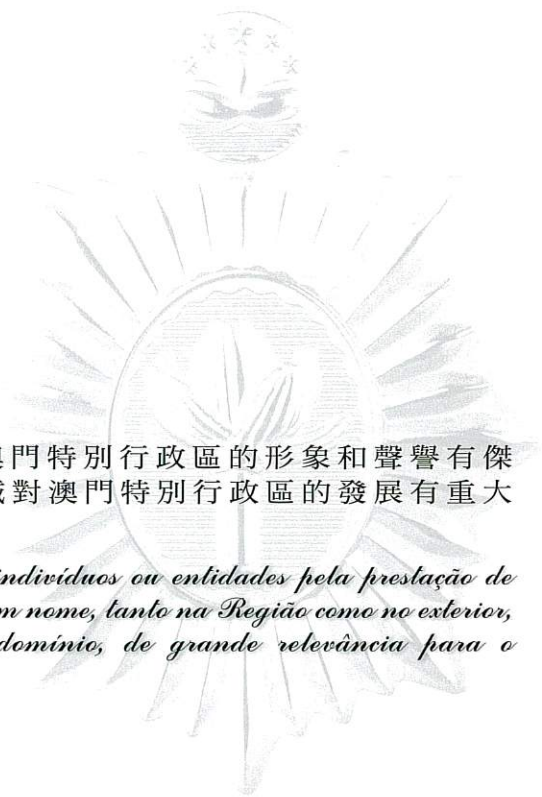 門特別行政區的形象和聲譽有傑
對澳門特別行政區的發展有重大
indivíduos ou entidades pela prestação de
m nome, tanto na Região como no exterior,
domínio, de grande relevância para o